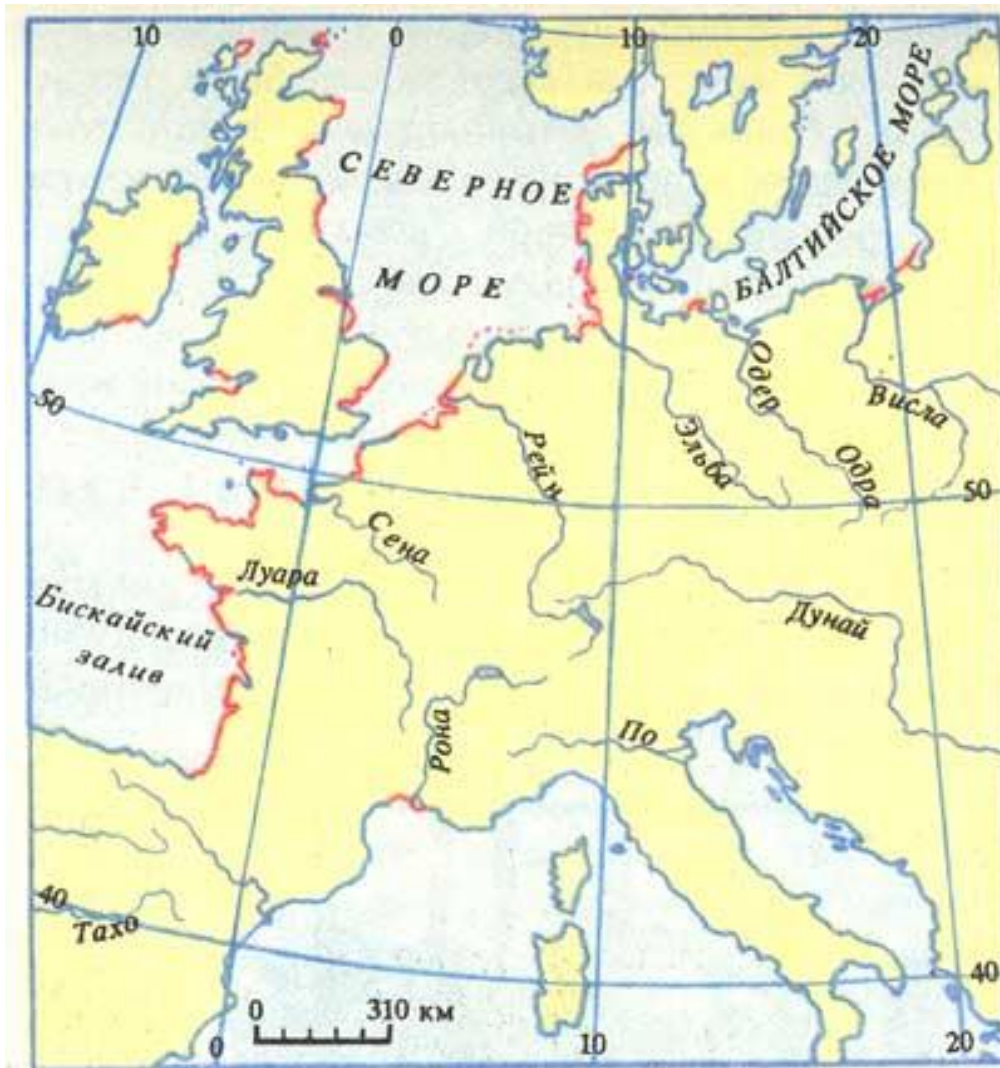 10
0
10
20
СЕВЕРНОЕ
МОРЕ
БАЛТИЙСКОЕ МОРЕ
50
Одер
Висла
Рейн
Эльба
Одра
50
Сена
Луара
Бискайский
залив
Дунай
Рона
По
40
Тахо
40
0
310 км
0
10
20